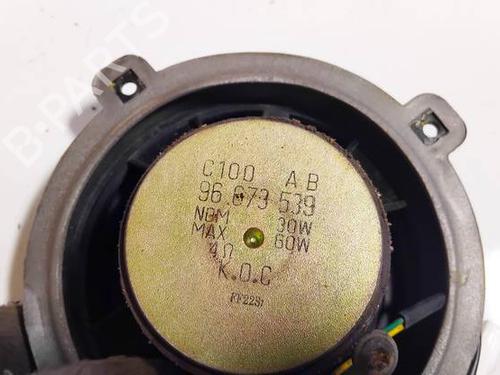 C100 AB
96 673 539
NOM 30W
MAX 60W
4Ω
K.O.C
B-PARTS